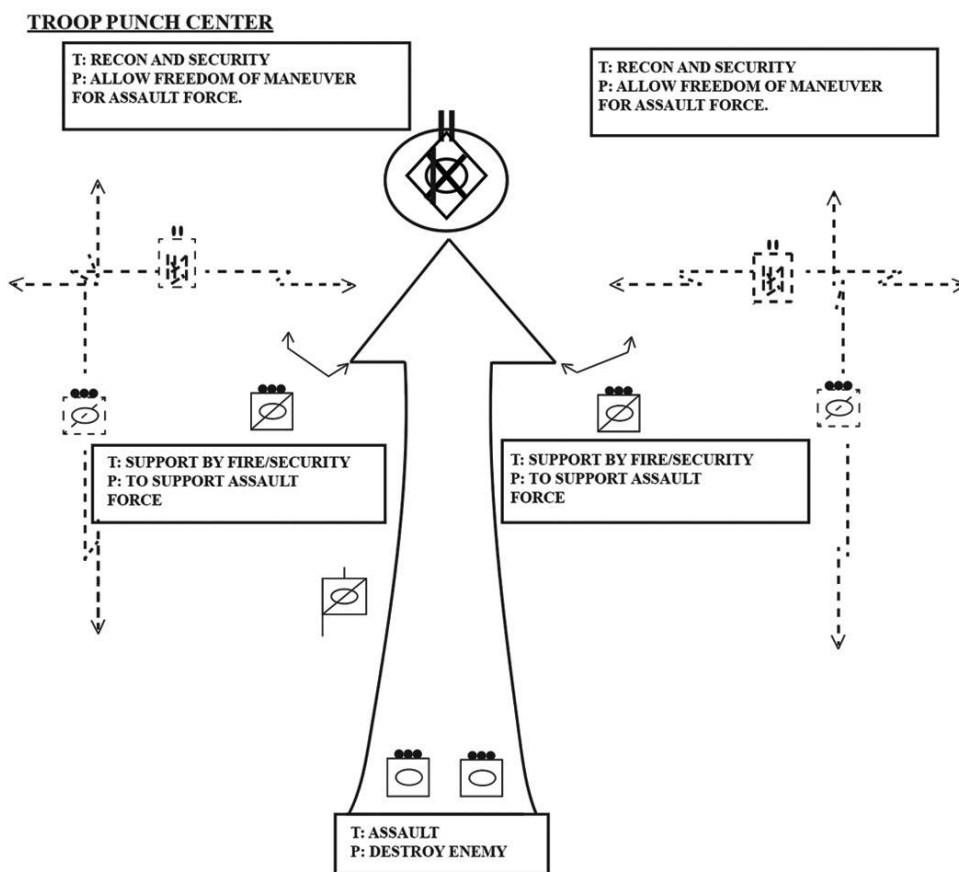 TROOP PUNCH CENTER
T: RECON AND SECURITY
P: ALLOW FREEDOM OF MANEUVER
FOR ASSAULT FORCE.
T: RECON AND SECURITY
P: ALLOW FREEDOM OF MANEUVER
FOR ASSAULT FORCE.
T: SUPPORT BY FIRE/SECURITY
P: TO SUPPORT ASSAULT
FORCE
T: SUPPORT BY FIRE/SECURITY
P: TO SUPPORT ASSAULT
FORCE
T: ASSAULT
P: DESTROY ENEMY